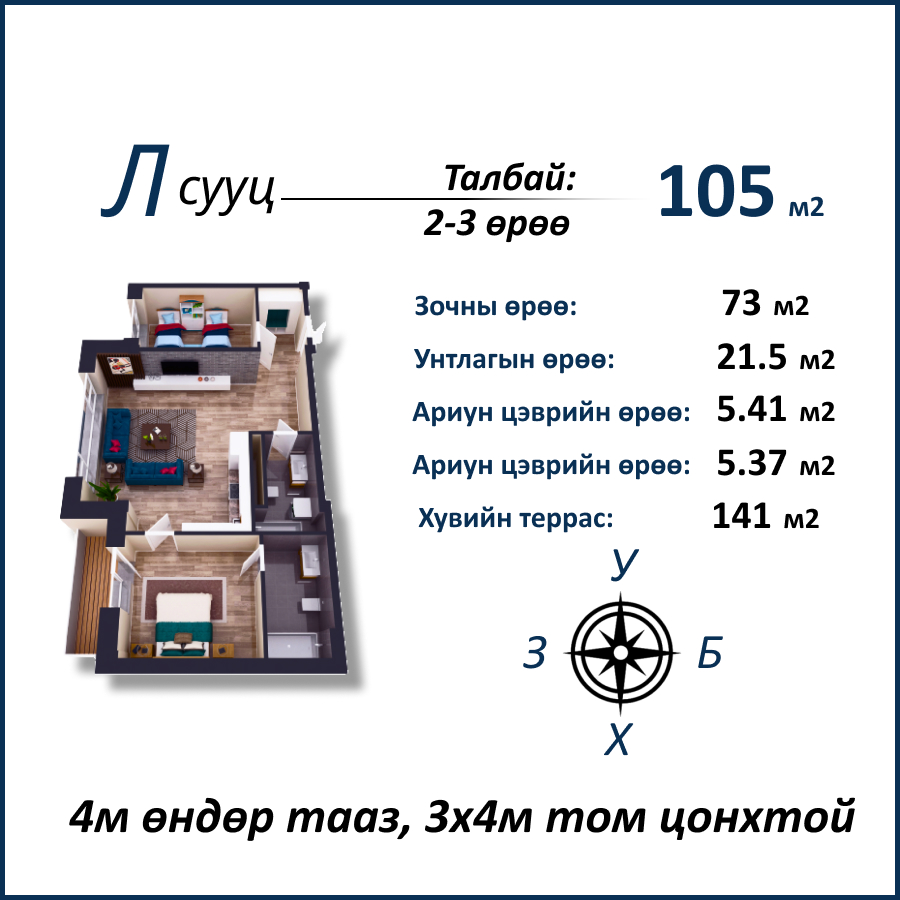 Л сууц
Талбай:
2-3 өрөө
105 м2
Зочны өрөө: 73 м2
Унтлагын өрөө: 21.5 м2
Ариун цэврийн өрөө: 5.41 м2
Ариун цэврийн өрөө: 5.37 м2
Хувийн террас: 141 м2
У
З Б
Х
4м өндөр тааз, 3х4м том цонхтой